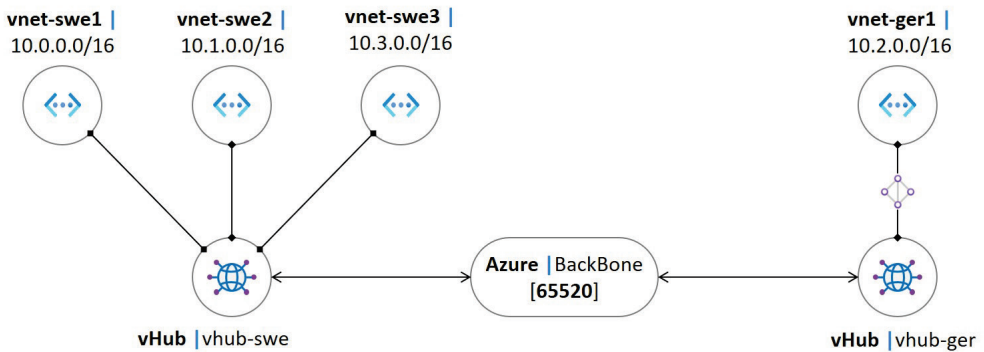 vnet-swe1 |
10.0.0.0/16
vnet-swe2 |
10.1.0.0/16
vnet-swe3 |
10.3.0.0/16
vnet-ger1 |
10.2.0.0/16
Azure |BackBone
[65520]
vHub |vhub-swe
vHub |vhub-ger